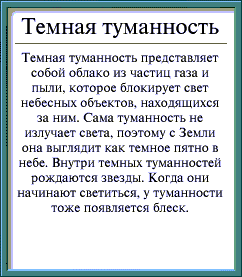 Темная туманность
Темная туманность представляет
собой облако из частиц газа и
пыли, которое блокирует свет
небесных объектов, находящихся
за ним. Сама туманность не
излучает света, поэтому с Земли
она выглядит как темное пятно в
небе. Внутри темных туманностей
рождаются звезды. Когда они
начинают светиться, у туманности
тоже появляется блеск.